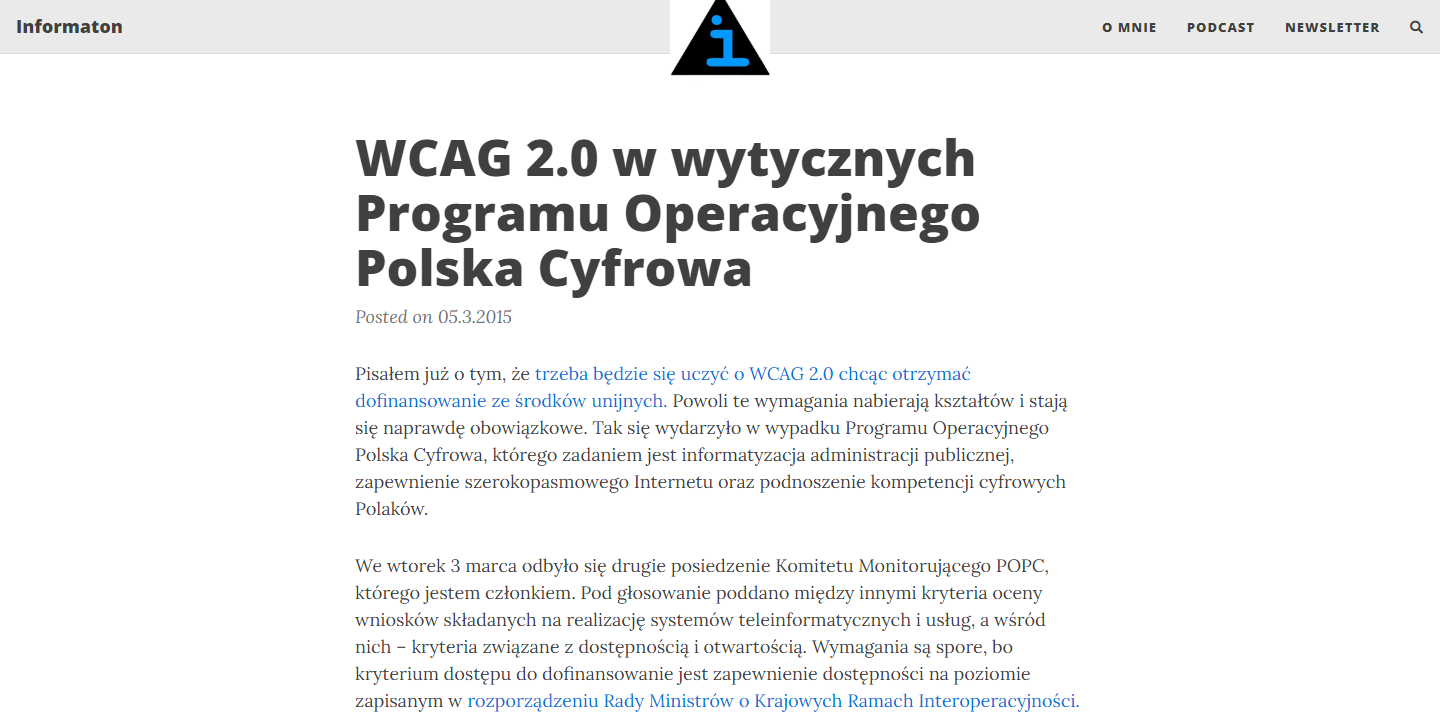 Informaton
i
O MNIE
PODCAST
NEWSLETTER
WCAG 2.0 w wytycznych
Programu Operacyjnego
Polska Cyfrowa
Posted on 05.3.2015
Pisałem już o tym, że trzeba będzie się uczyć o WCAG 2.0 chcąc otrzymać
dofinansowanie ze środków unijnych. Powoli te wymagania nabierają kształtów i stają
się naprawdę obowiązkowe. Tak się wydarzyło w wypadku Programu Operacyjnego
Polska Cyfrowa, którego zadaniem jest informatyzacja administracji publicznej,
zapewnienie szerokopasmowego Internetu oraz podnoszenie kompetencji cyfrowych
Polaków.
We wtorek 3 marca odbyło się drugie posiedzenie Komitetu Monitorującego POPC,
którego jestem członkiem. Pod głosowanie poddano między innymi kryteria oceny
wniosków składanych na realizację systemów teleinformatycznych i usług, a wśród
nich – kryteria związane z dostępnością i otwartością. Wymagania są spore, bo
kryterium dostępu do dofinansowanie jest zapewnienie dostępności na poziomie
zapisanym w rozporządzeniu Rady Ministrów o Krajowych Ramach Interoperacyjności.